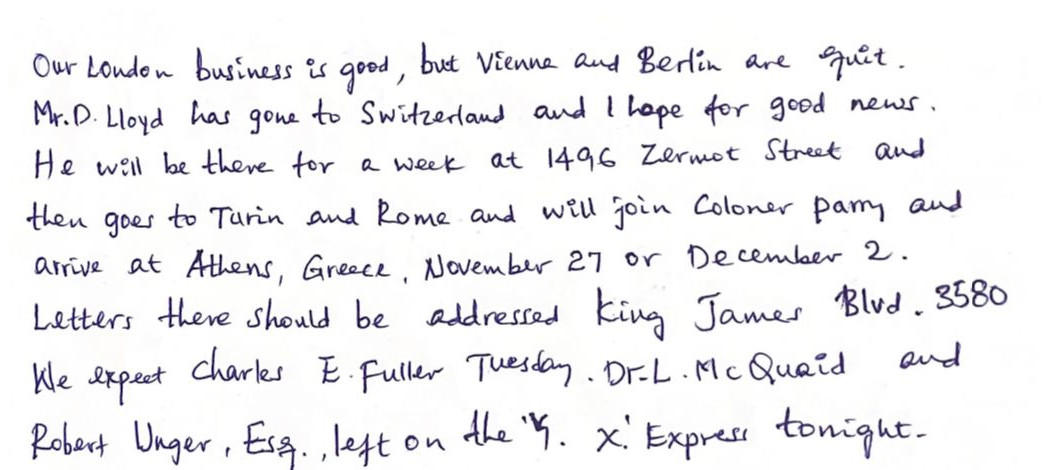 Our London business is good, but Vienna and Berlin are quit.
Mr. D. Lloyd has gone to Switzerland and I hope for good news.
He will be there for a week at 1496 Zermot Street and
then goes to Turin and Rome and will join Coloner Parry and
arrive at Athens, Greece, November 27 or December 2.
Letters there should be addressed King James Blvd. 3580
We expect Charles E. Fuller Tuesday. Dr. L. McQuaid and
Robert Unger, Esq., left on the "Y. X." Express tonight.